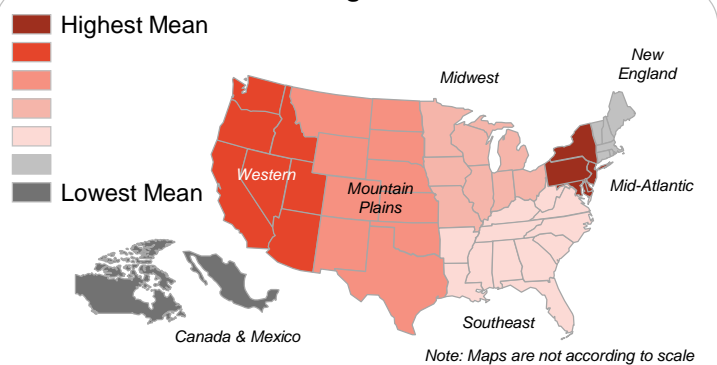 Highest Mean
Lowest Mean
Midwest
New
England
Western
Mountain
Plains
Mid-Atlantic
Southeast
Canada & Mexico
Note: Maps are not according to scale